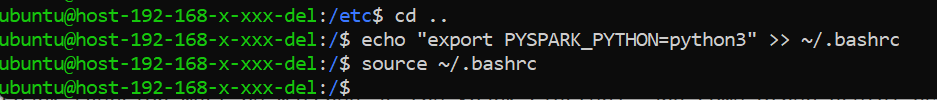 ubuntu@host-192-168-x-xxx-del:/etc$ cd ..
ubuntu@host-192-168-x-xxx-del:/$ echo "export PYSPARK_PYTHON=python3" >> ~/.bashrc
ubuntu@host-192-168-x-xxx-del:/$ source ~/.bashrc
ubuntu@host-192-168-x-xxx-del:/$